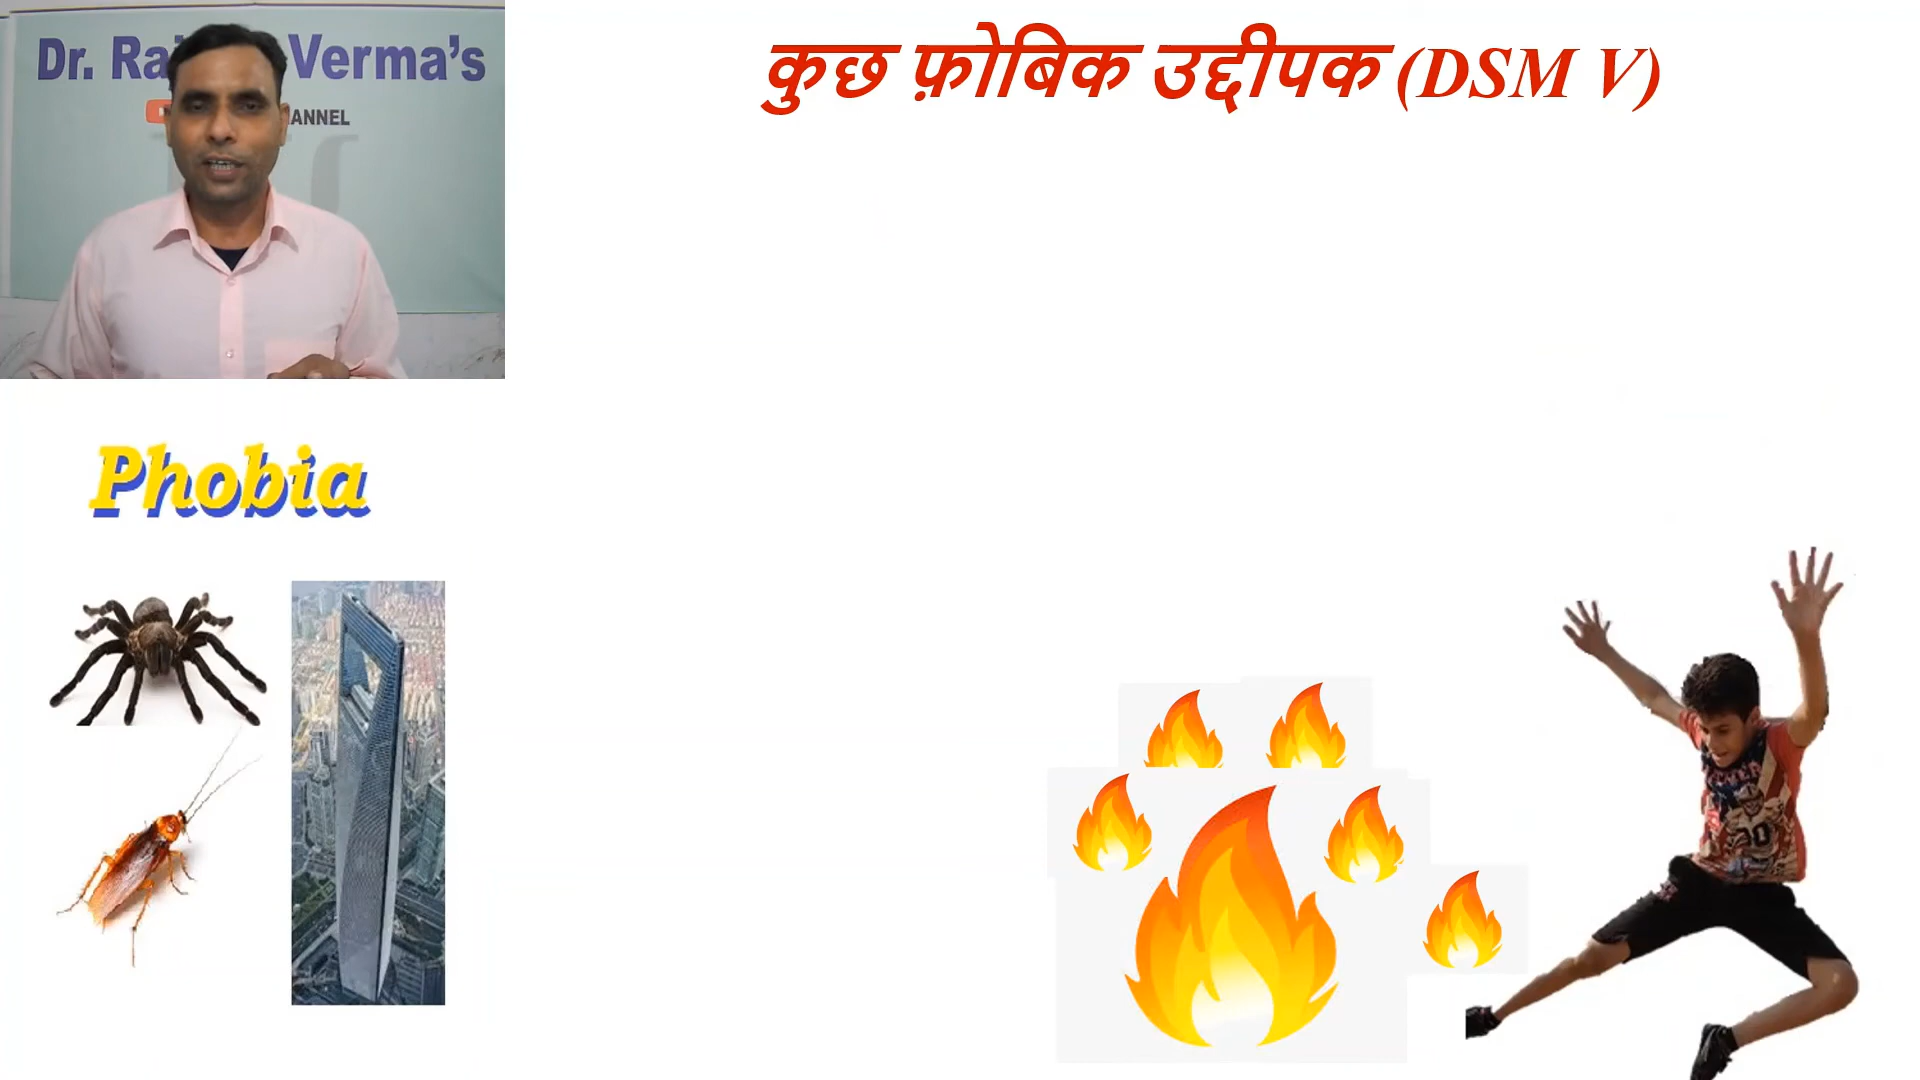 Dr. Ra Verma's
ANNEL
कुछ फ़ोबिक उद्दीपक (DSM V)
Phobia